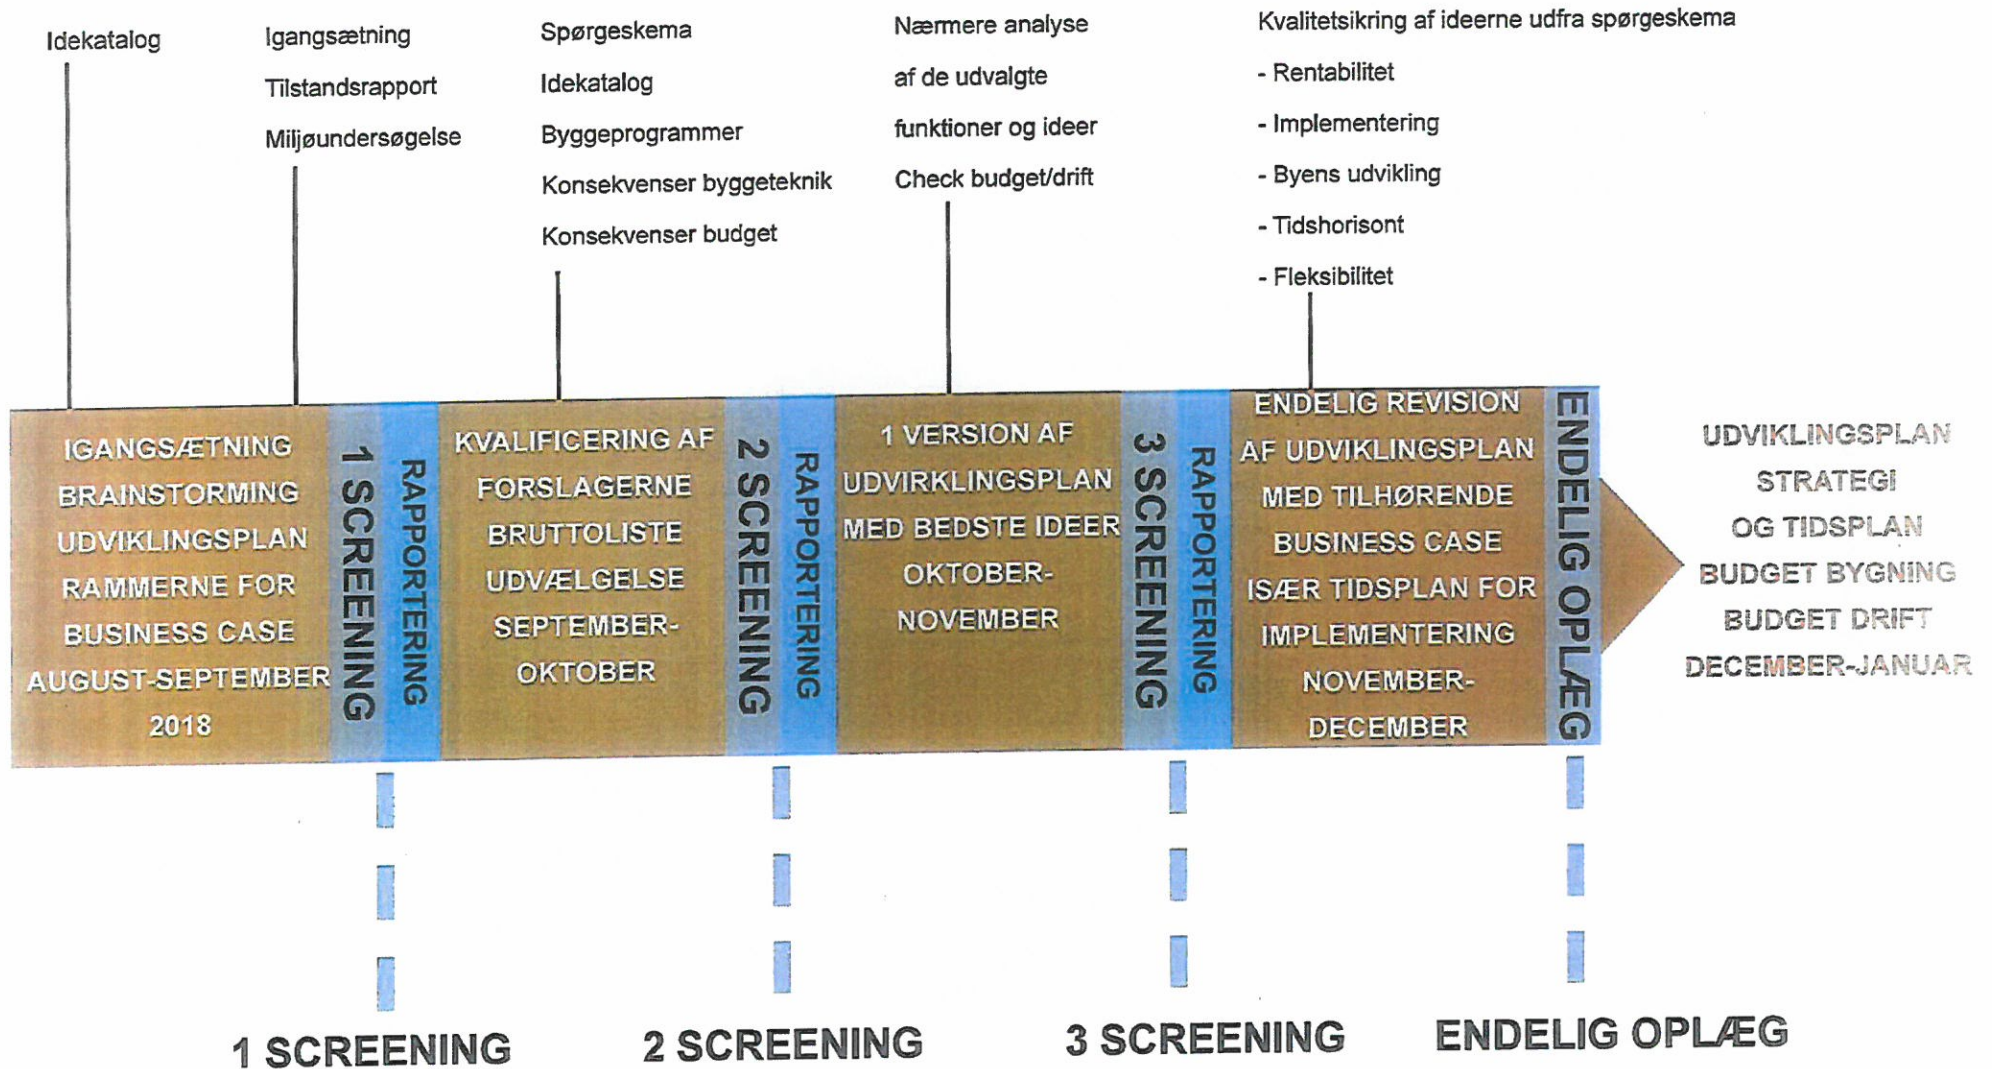 Idekatalog
Igangsætning
Tilstandsrapport
Miljøundersøgelse
Spørgeskema
Idekatalog
Byggeprogrammer
Konsekvenser byggeteknik
Konsekvenser budget
Nærmere analyse
af de udvalgte
funktioner og ideer
Check budget/drift
Kvalitetsikring af ideerne udfra spørgeskema
- Rentabilitet
- Implementering
- Byens udvikling
- Tidshorisont
- Fleksibilitet
IGANGSÆTNING
BRAINSTORMING
UDVIKLINGSPLAN
RAMMERNE FOR
BUSINESS CASE
AUGUST-SEPTEMBER
2018
1 SCREENING
RAPPORTERING
KVALIFICERING AF
FORSLAGERNE
BRUTTOLISTE
UDVÆLGELSE
SEPTEMBER-
OKTOBER
2 SCREENING
RAPPORTERING
1 VERSION AF
UDVIRKLINGSPLAN
MED BEDSTE IDEER
OKTOBER-
NOVEMBER
3 SCREENING
RAPPORTERING
ENDELIG REVISION
AF UDVIKLINGSPLAN
MED TILHØRENDE
BUSINESS CASE
ISÆR TIDSPLAN FOR
IMPLEMENTERING
NOVEMBER-
DECEMBER
ENDELIG OPLÆG
UDVIKLINGSPLAN
STRATEGI
OG TIDSPLAN
BUDGET BYGNING
BUDGET DRIFT
DECEMBER-JANUAR
1 SCREENING
2 SCREENING
3 SCREENING
ENDELIG OPLÆG